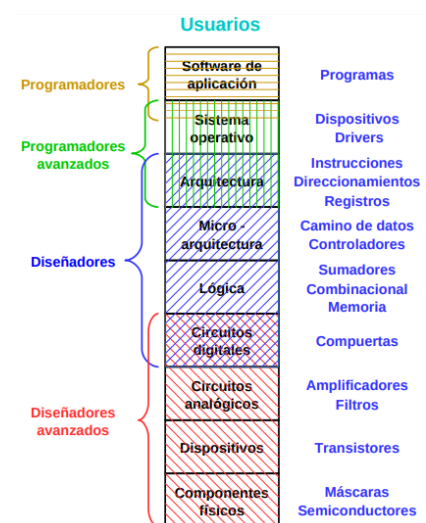 Usuarios
Programadores
Software de
aplicación
Programas
Programadores
avanzados
Sistema
operativo
Dispositivos
Drivers
Arquitectura
Instrucciones
Direccionamientos
Registros
Diseñadores
Micro -
arquitectura
Camino de datos
Controladores
Lógica
Sumadores
Combinacional
Memoria
Circuitos
digitales
Compuertas
Diseñadores
avanzados
Circuitos
analógicos
Amplificadores
Filtros
Dispositivos
Transistores
Componentes
físicos
Máscaras
Semiconductores